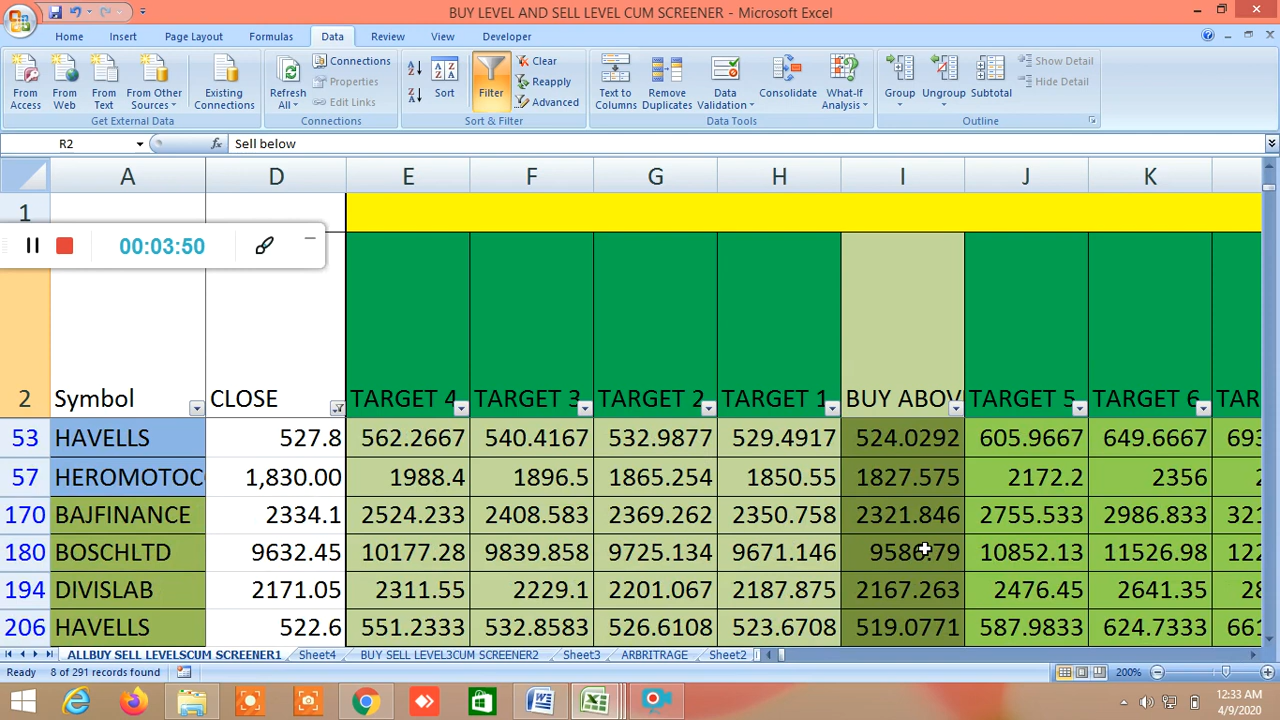 BUY LEVEL AND SELL LEVEL CUM SCREENER - Microsoft Excel
Home Insert Page Layout Formulas Data Review View Developer
From Access From Web From Text From Other Sources Existing Connections Refresh All Connections Properties Edit Links Sort Filter Clear Reapply Advanced Text to Columns Remove Duplicates Data Validation Consolidate What-If Analysis Group Ungroup Subtotal Show Detail Hide Detail
Get External Data Connections Sort & Filter Data Tools Outline
R2 fx Sell below
A D E F G H I J K
1
00:03:50
2 Symbol CLOSE TARGET 4 TARGET 3 TARGET 2 TARGET 1 BUY ABOV TARGET 5 TARGET 6 TAR
53 HAVELLS 527.8 562.2667 540.4167 532.9877 529.4917 524.0292 605.9667 649.6667 693
57 HEROMOTOC 1,830.00 1988.4 1896.5 1865.254 1850.55 1827.575 2172.2 2356 2
170 BAJFINANCE 2334.1 2524.233 2408.583 2369.262 2350.758 2321.846 2755.533 2986.833 321
180 BOSCHLTD 9632.45 10177.28 9839.858 9725.134 9671.146 9586.79 10852.13 11526.98 122
194 DIVISLAB 2171.05 2311.55 2229.1 2201.067 2187.875 2167.263 2476.45 2641.35 28
206 HAVELLS 522.6 551.2333 532.8583 526.6108 523.6708 519.0771 587.9833 624.7333 661
ALLBUY SELL LEVELSCUM SCREENER1 Sheet4 BUY SELL LEVEL3CUM SCREENER2 Sheet3 ARBRITRAGE Sheet2
Ready 8 of 291 records found 200%
12:33 AM
4/9/2020